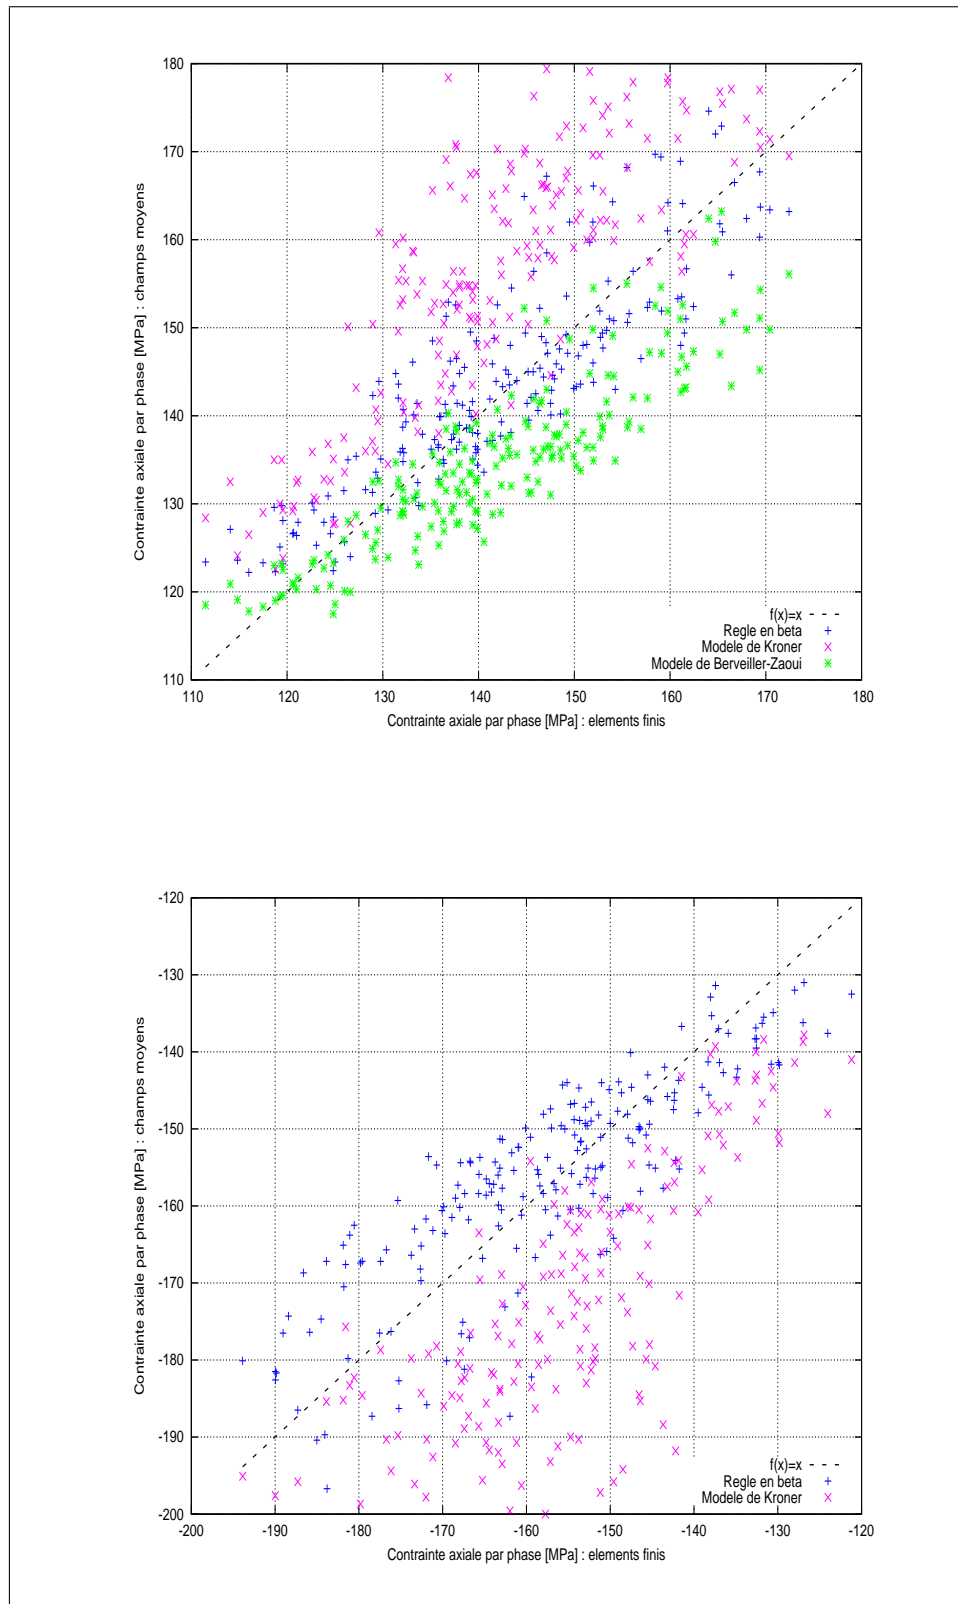 180
170
160
150
140
130
120
110
110 120 130 140 150 160 170 180
Contrainte axiale par phase [MPa] : champs moyens
Contrainte axiale par phase [MPa] : elements finis
f(x)=x
Regle en beta
Modele de Kroner
Modele de Berveiller-Zaoui
-120
-130
-140
-150
-160
-170
-180
-190
-200
-200 -190 -180 -170 -160 -150 -140 -130 -120
Contrainte axiale par phase [MPa] : champs moyens
Contrainte axiale par phase [MPa] : elements finis
f(x)=x
Regle en beta
Modele de Kroner